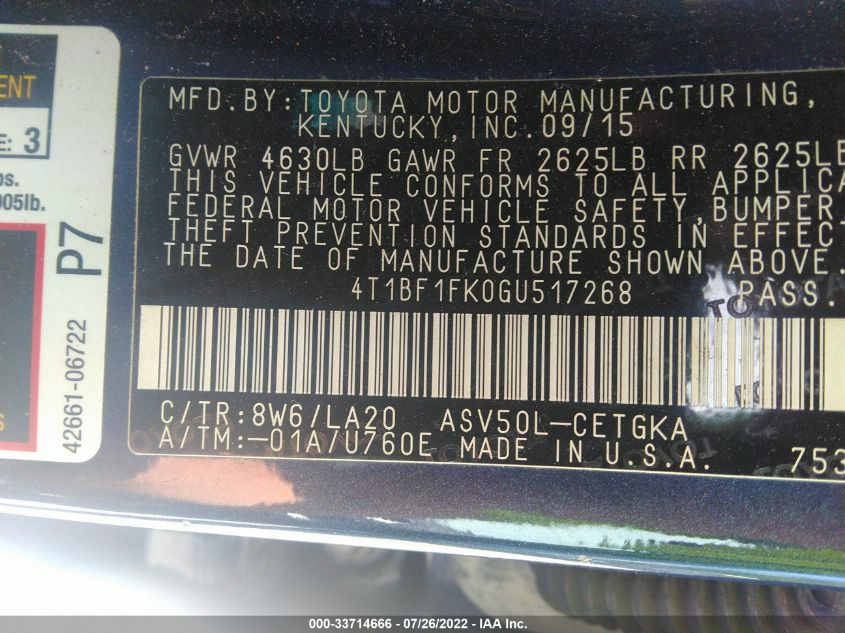 ENT
E: 3
os.
905lb.
P7
42661-06722
s
MFD.BY:TOYOTA MOTOR MANUFACTURING,
KENTUCKY,INC.09/15
GVWR 4630LB GAWR FR 2625LB RR 2625LB
THIS VEHICLE CONFORMS TO ALL APPLICA
FEDERAL MOTOR VEHICLE SAFETY,BUMPER,
THEFT PREVENTION STANDARDS IN EFFECT
THE DATE OF MANUFACTURE SHOWN ABOVE.
4T1BF1FK0GU517268 PASS.
C/TR:8W6/LA20 ASV50L-CETGKA
A/TM:-01A/U760E MADE IN U.S.A. 753
000-33714666 - 07/26/2022 - IAA Inc.